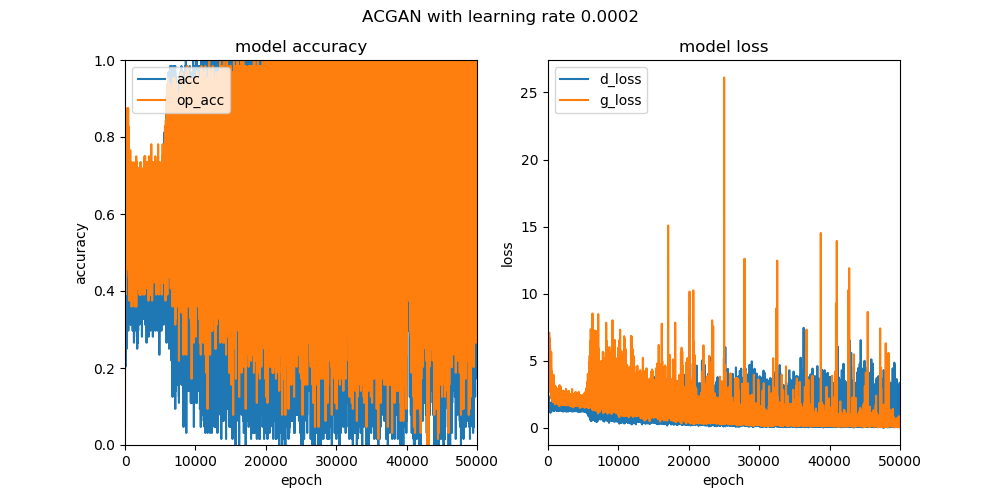 ACGAN with learning rate 0.0002
model accuracy
acc
op_acc
1.0
0.8
0.6
0.4
0.2
0.0
accuracy
0 10000 20000 30000 40000 50000
epoch
model loss
d_loss
g_loss
25
20
15
10
5
0
loss
0 10000 20000 30000 40000 50000
epoch